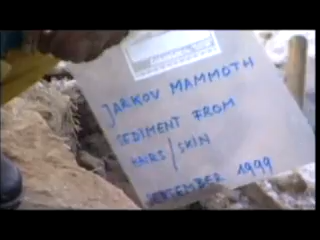 JARKOV MAMMOTH
SEDIMENT FROM
HAIRS/SKIN
SEPTEMBER 1999